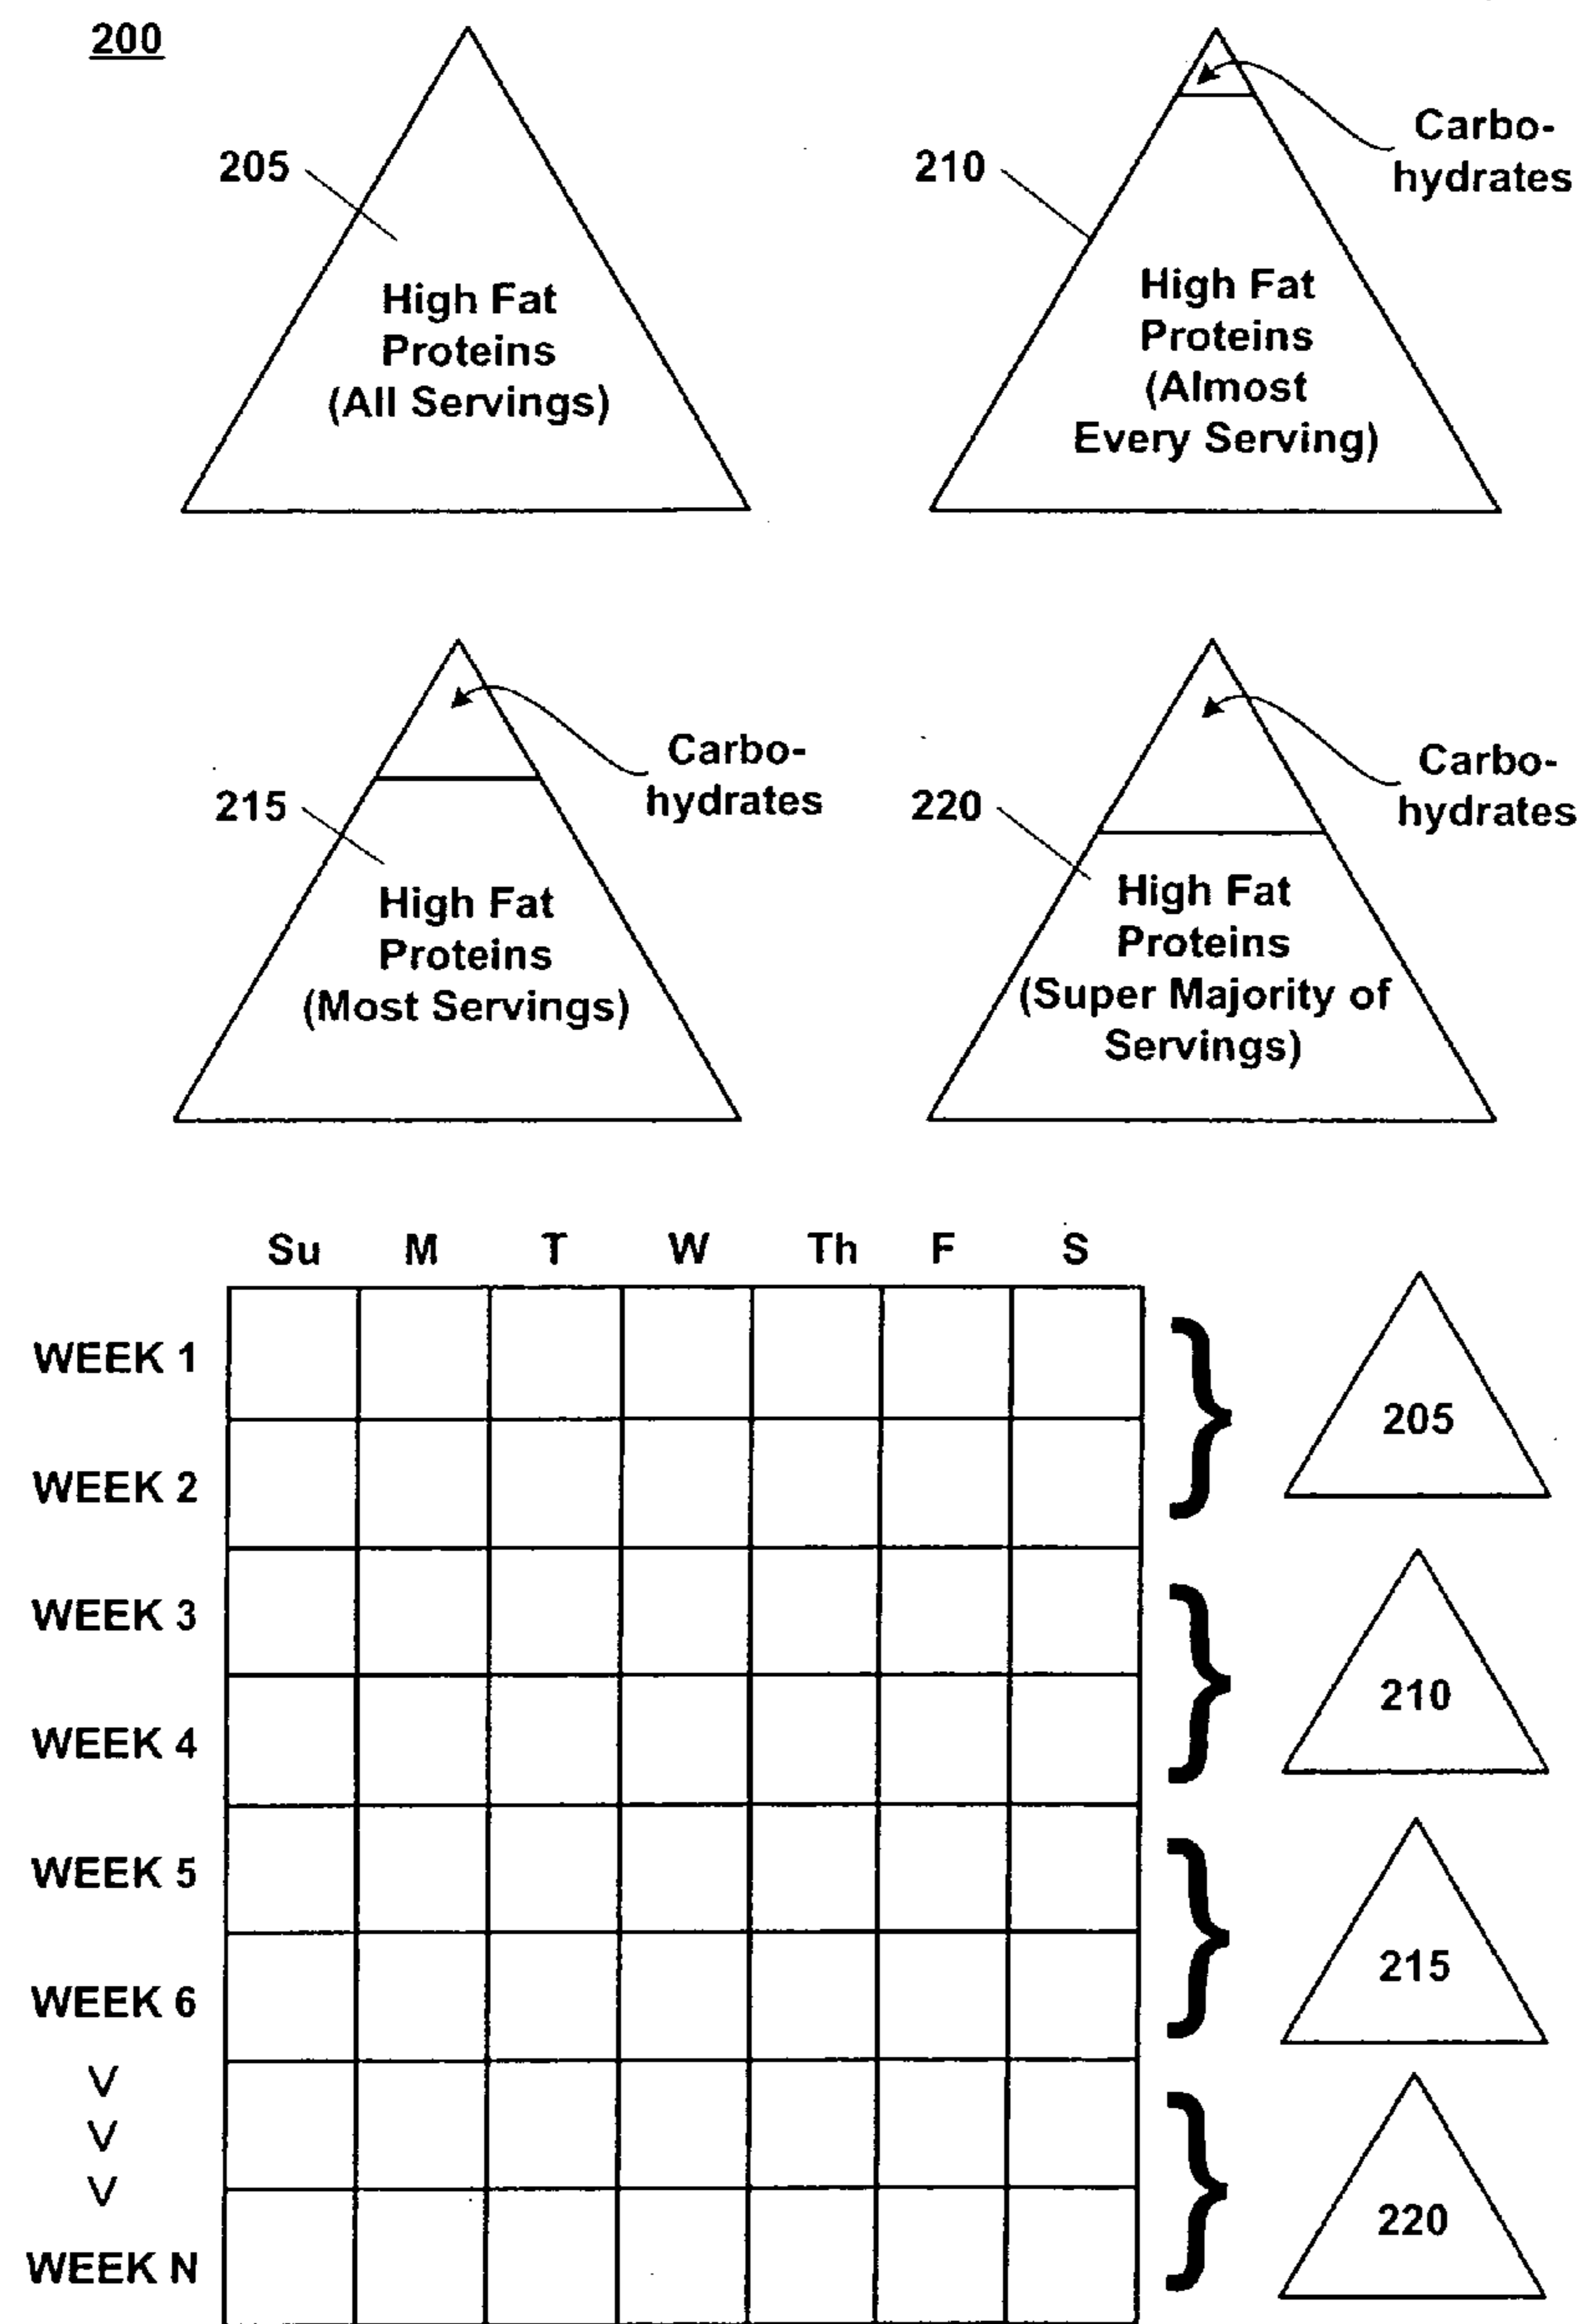 200
205
High Fat
Proteins
(All Servings)
210
Carbo-
hydrates
High Fat
Proteins
(Almost
Every Serving)
215
Carbo-
hydrates
High Fat
Proteins
(Most Servings)
220
Carbo-
hydrates
High Fat
Proteins
(Super Majority of
Servings)
Su M T W Th F S
WEEK 1
205
WEEK 2
WEEK 3
210
WEEK 4
WEEK 5
215
WEEK 6
V
V
V
220
WEEK N